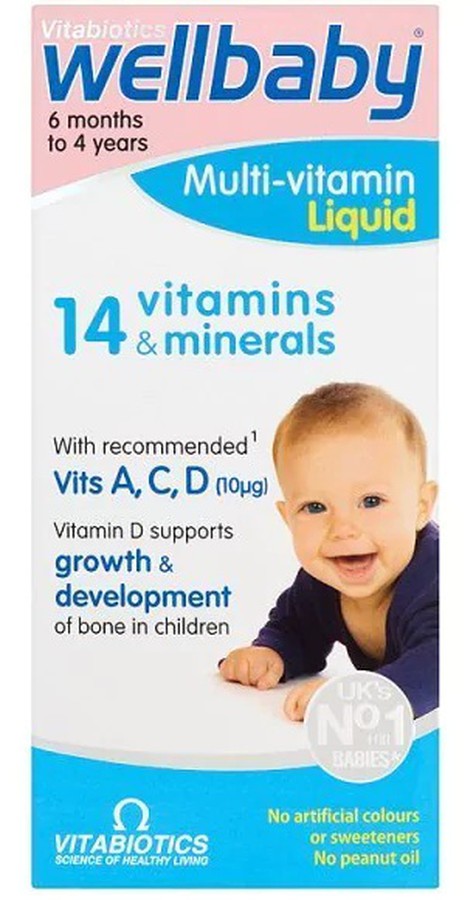 Vitabiotics
wellbaby®
6 months
to 4 years
Multi-vitamin
Liquid
14 vitamins
& minerals
With recommended¹
Vits A, C, D (10µg)
Vitamin D supports
growth &
development
of bone in children
UK's
Nº1
FOR
BABIES*
VITABIOTICS
SCIENCE OF HEALTHY LIVING
No artificial colours
or sweeteners
No peanut oil